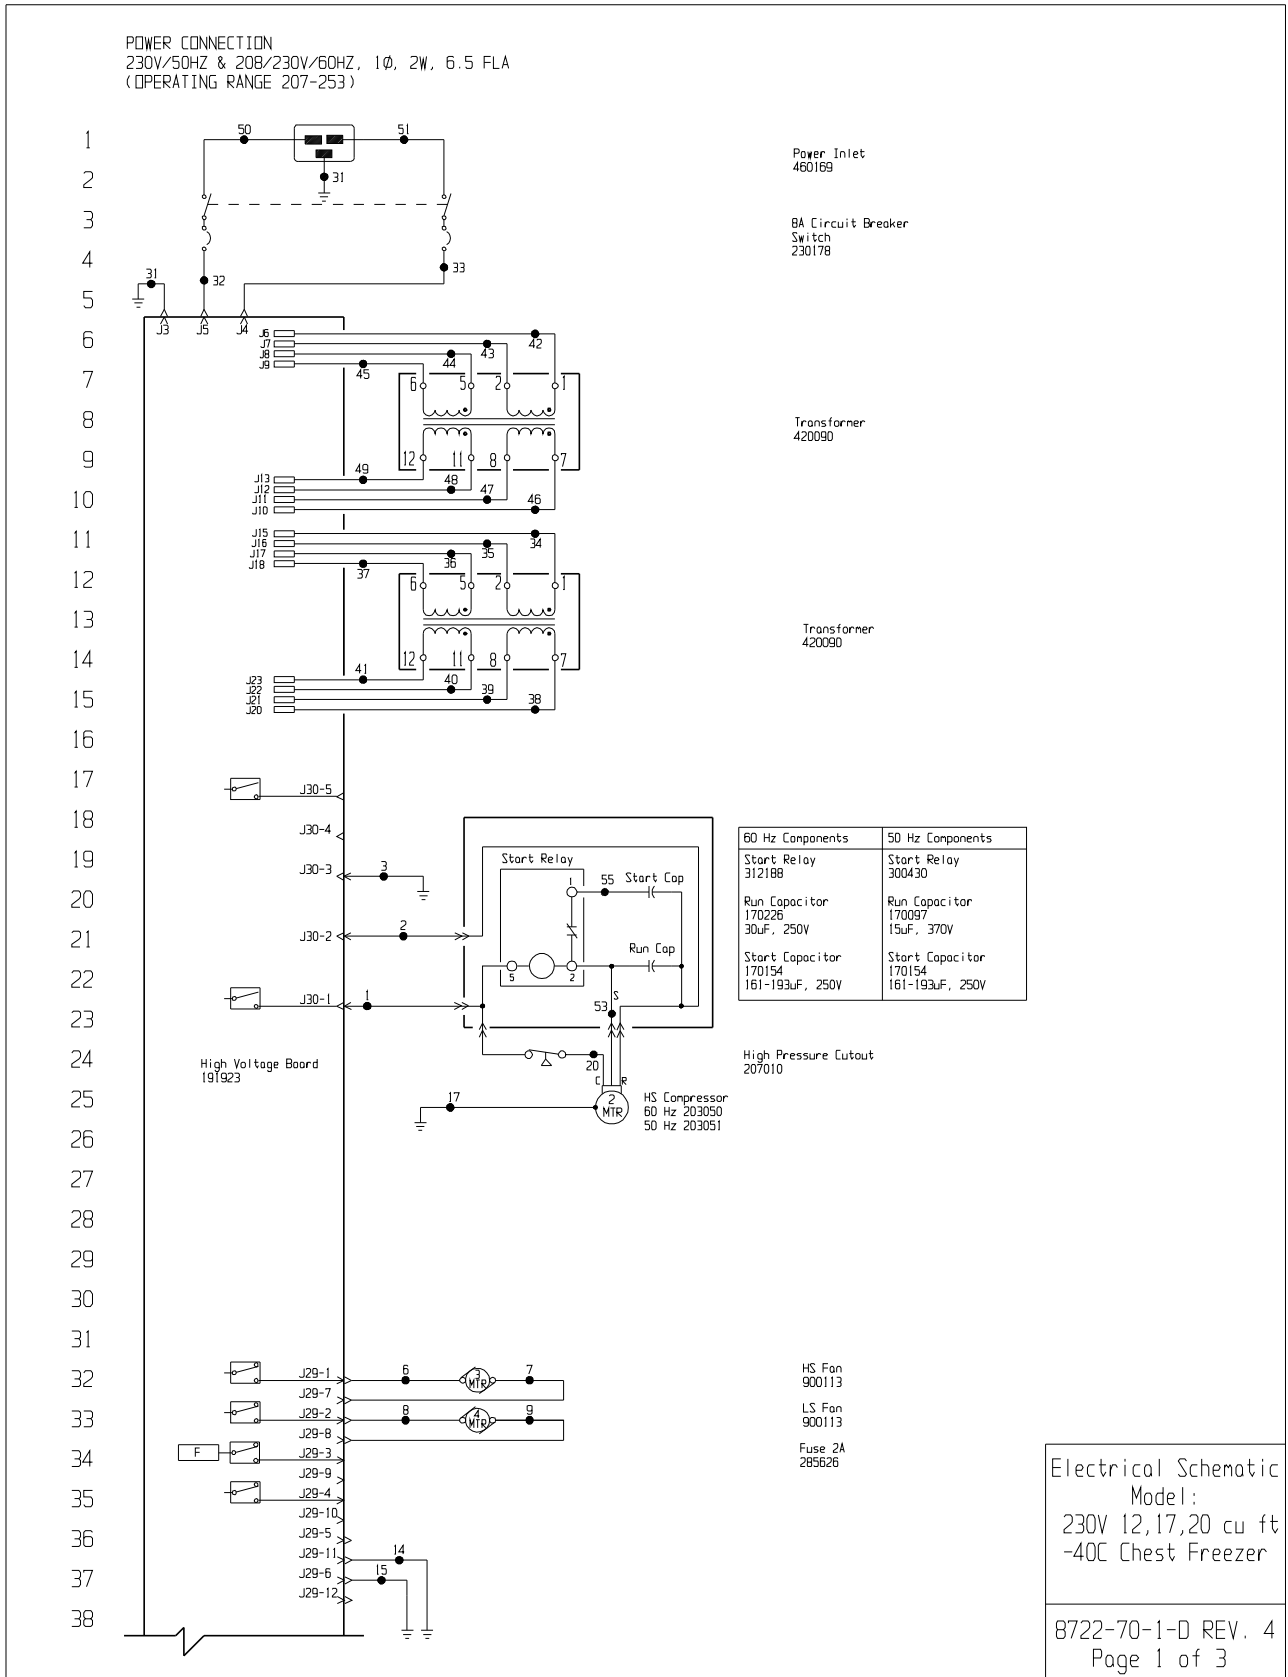 POWER CONNECTION
230V/50HZ & 208/230V/60HZ, 1Ø, 2W, 6.5 FLA
(OPERATING RANGE 207-253)
1
50
51
Power Inlet
460169
2
31
3
8A Circuit Breaker
Switch
230178
4
31
32
33
5
J3
J5
J4
6
J6
J7
J8
J9
42
43
44
45
7
6
5
2
1
8
Transformer
420090
9
12
11
8
7
J13
J12
J11
J10
49
48
47
46
10
11
J15
J16
J17
J18
34
35
36
37
12
6
5
2
1
13
Transformer
420090
14
12
11
8
7
J23
J22
J21
J20
41
40
39
38
15
16
17
J30-5
18
J30-4
19
J30-3
3
Start Relay
1
55
Start Cap
20
21
J30-2
2
Run Cap
5
2
22
J30-1
1
S
53
23
60 Hz Components
50 Hz Components
Start Relay
312188
Start Relay
300430
Run Capacitor
170226
30uF, 250V
Run Capacitor
170097
15uF, 370V
Start Capacitor
170154
161-193uF, 250V
Start Capacitor
170154
161-193uF, 250V
24
High Voltage Board
191923
20
C
R
High Pressure Cutout
207010
25
17
2
MTR
HS Compressor
60 Hz 203050
50 Hz 203051
26
27
28
29
30
31
32
J29-1
6
3
MTR
7
HS Fan
900113
J29-7
33
J29-2
8
4
MTR
9
LS Fan
900113
J29-8
34
F
J29-3
Fuse 2A
285626
J29-9
35
J29-4
J29-10
36
J29-5
J29-11
14
37
J29-6
15
J29-12
38
Electrical Schematic
Model:
230V 12,17,20 cu ft
-40C Chest Freezer
8722-70-1-D REV. 4
Page 1 of 3